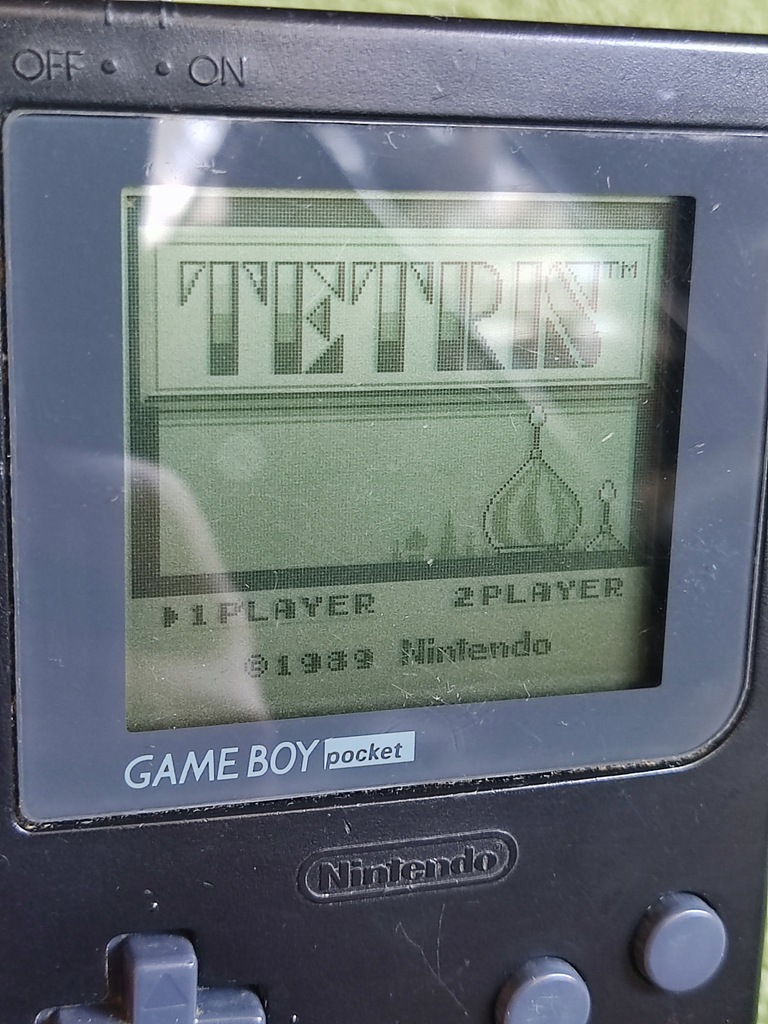 OFF • • ON
TETRIS™
▶1PLAYER 2PLAYER
©1989 Nintendo
GAME BOY pocket
Nintendo